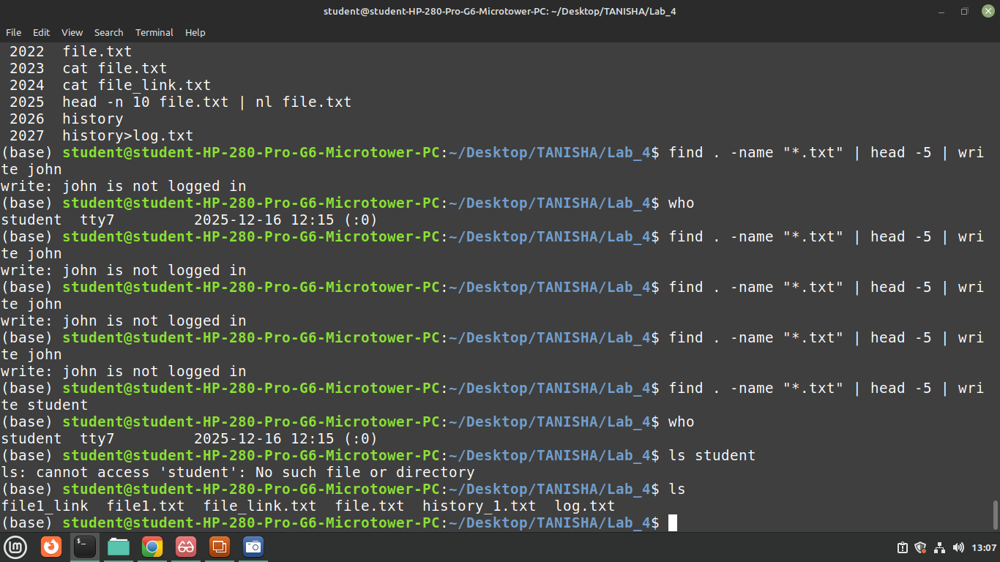 student@student-HP-280-Pro-G6-Microtower-PC: ~/Desktop/TANISHA/Lab_4
File Edit View Search Terminal Help
2022  file.txt
2023  cat file.txt
2024  cat file_link.txt
2025  head -n 10 file.txt | nl file.txt
2026  history
2027  history>log.txt
(base) student@student-HP-280-Pro-G6-Microtower-PC:~/Desktop/TANISHA/Lab_4$ find . -name "*.txt" | head -5 | wri
te john
write: john is not logged in
(base) student@student-HP-280-Pro-G6-Microtower-PC:~/Desktop/TANISHA/Lab_4$ who
student  tty7         2025-12-16 12:15 (:0)
(base) student@student-HP-280-Pro-G6-Microtower-PC:~/Desktop/TANISHA/Lab_4$ find . -name "*.txt" | head -5 | wri
te john
write: john is not logged in
(base) student@student-HP-280-Pro-G6-Microtower-PC:~/Desktop/TANISHA/Lab_4$ find . -name "*.txt" | head -5 | wri
te john
write: john is not logged in
(base) student@student-HP-280-Pro-G6-Microtower-PC:~/Desktop/TANISHA/Lab_4$ find . -name "*.txt" | head -5 | wri
te john
write: john is not logged in
(base) student@student-HP-280-Pro-G6-Microtower-PC:~/Desktop/TANISHA/Lab_4$ find . -name "*.txt" | head -5 | wri
te student
(base) student@student-HP-280-Pro-G6-Microtower-PC:~/Desktop/TANISHA/Lab_4$ who
student  tty7         2025-12-16 12:15 (:0)
(base) student@student-HP-280-Pro-G6-Microtower-PC:~/Desktop/TANISHA/Lab_4$ ls student
ls: cannot access 'student': No such file or directory
(base) student@student-HP-280-Pro-G6-Microtower-PC:~/Desktop/TANISHA/Lab_4$ ls
file1_link  file1.txt  file_link.txt  file.txt  history_1.txt  log.txt
(base) student@student-HP-280-Pro-G6-Microtower-PC:~/Desktop/TANISHA/Lab_4$
13:07